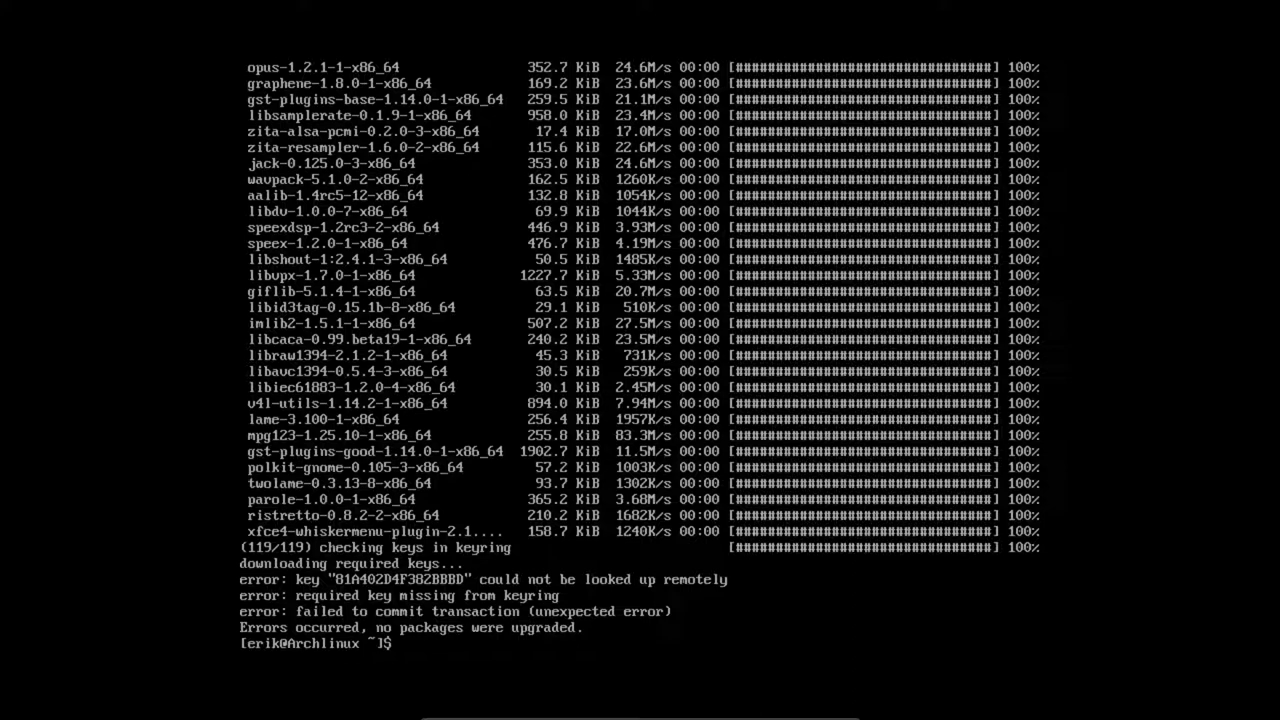 opus-1.2.1-1-x86_64 352.7 KiB 24.6M/s 00:00 [################################] 100%
graphene-1.8.0-1-x86_64 169.2 KiB 23.6M/s 00:00 [################################] 100%
gst-plugins-base-1.14.0-1-x86_64 259.5 KiB 21.1M/s 00:00 [################################] 100%
libsamplerate-0.1.9-1-x86_64 958.0 KiB 23.4M/s 00:00 [################################] 100%
zita-alsa-pcmi-0.2.0-3-x86_64 17.4 KiB 17.0M/s 00:00 [################################] 100%
zita-resampler-1.6.0-2-x86_64 115.6 KiB 22.6M/s 00:00 [################################] 100%
jack-0.125.0-3-x86_64 353.0 KiB 24.6M/s 00:00 [################################] 100%
wavpack-5.1.0-2-x86_64 162.5 KiB 1260K/s 00:00 [################################] 100%
aalib-1.4rc5-12-x86_64 132.8 KiB 1054K/s 00:00 [################################] 100%
libdv-1.0.0-7-x86_64 69.9 KiB 1044K/s 00:00 [################################] 100%
speexdsp-1.2rc3-2-x86_64 446.9 KiB 3.93M/s 00:00 [################################] 100%
speex-1.2.0-1-x86_64 476.7 KiB 4.19M/s 00:00 [################################] 100%
libshout-1:2.4.1-3-x86_64 50.5 KiB 1485K/s 00:00 [################################] 100%
libvpx-1.7.0-1-x86_64 1227.7 KiB 5.33M/s 00:00 [################################] 100%
giflib-5.1.4-1-x86_64 63.5 KiB 20.7M/s 00:00 [################################] 100%
libid3tag-0.15.1b-8-x86_64 29.1 KiB 510K/s 00:00 [################################] 100%
imlib2-1.5.1-1-x86_64 507.2 KiB 27.5M/s 00:00 [################################] 100%
libcaca-0.99.beta19-1-x86_64 240.2 KiB 23.5M/s 00:00 [################################] 100%
libraw1394-2.1.2-1-x86_64 45.3 KiB 731K/s 00:00 [################################] 100%
libavc1394-0.5.4-3-x86_64 30.5 KiB 259K/s 00:00 [################################] 100%
libiec61883-1.2.0-4-x86_64 30.1 KiB 2.45M/s 00:00 [################################] 100%
v4l-utils-1.14.2-1-x86_64 894.0 KiB 7.94M/s 00:00 [################################] 100%
lame-3.100-1-x86_64 256.4 KiB 1957K/s 00:00 [################################] 100%
mpg123-1.25.10-1-x86_64 255.8 KiB 83.3M/s 00:00 [################################] 100%
gst-plugins-good-1.14.0-1-x86_64 1902.7 KiB 11.5M/s 00:00 [################################] 100%
polkit-gnome-0.105-3-x86_64 57.2 KiB 1003K/s 00:00 [################################] 100%
twolame-0.3.13-8-x86_64 93.7 KiB 1302K/s 00:00 [################################] 100%
parole-1.0.0-1-x86_64 365.2 KiB 3.68M/s 00:00 [################################] 100%
ristretto-0.8.2-2-x86_64 210.2 KiB 1682K/s 00:00 [################################] 100%
xfce4-whiskermenu-plugin-2.1.... 158.7 KiB 1240K/s 00:00 [################################] 100%
(119/119) checking keys in keyring [################################] 100%
downloading required keys...
error: key "81A402D4F382BBBD" could not be looked up remotely
error: required key missing from keyring
error: failed to commit transaction (unexpected error)
Errors occurred, no packages were upgraded.
[erik@Archlinux ~]$